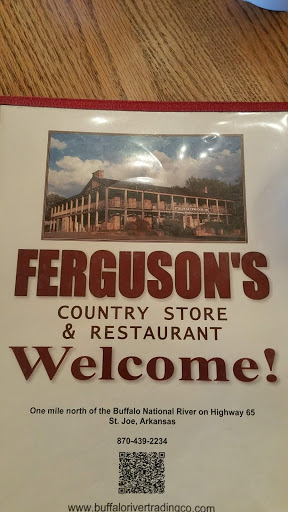 FERGUSON'S
COUNTRY STORE
& RESTAURANT
Welcome!
One mile north of the Buffalo National River on Highway 65
St. Joe, Arkansas
870-439-2234
www.buffalorivertradingco.com